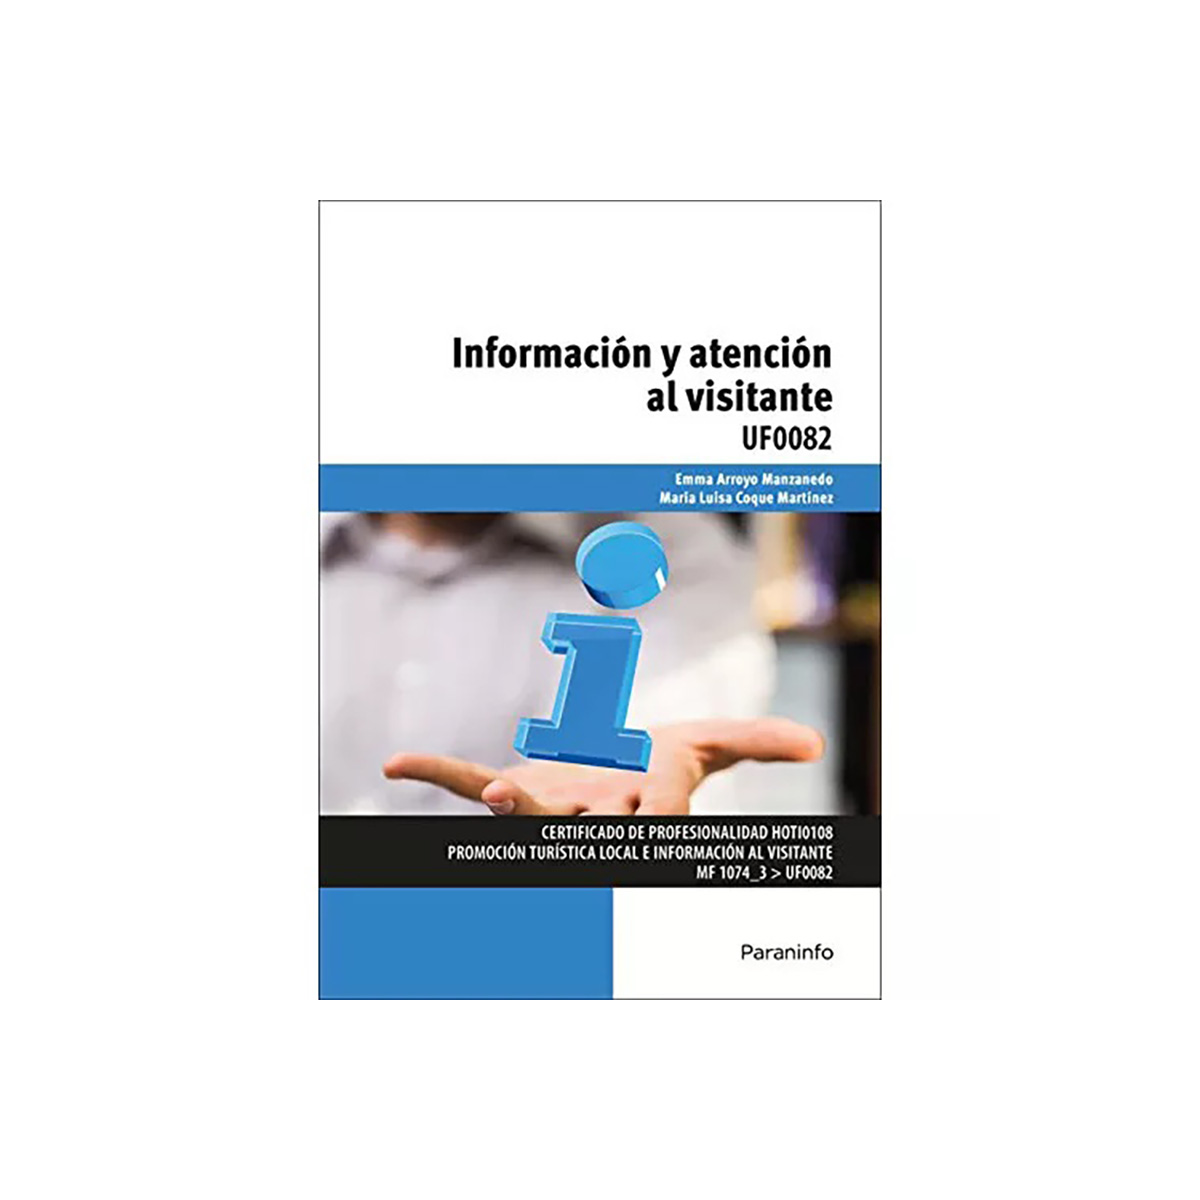 Información y atención
al visitante
UF0082
Emma Arroyo Manzanedo
María Luisa Coque Martínez
i
CERTIFICADO DE PROFESIONALIDAD HOTI0108
PROMOCIÓN TURÍSTICA LOCAL E INFORMACIÓN AL VISITANTE
MF 1074_3 > UF0082
Paraninfo